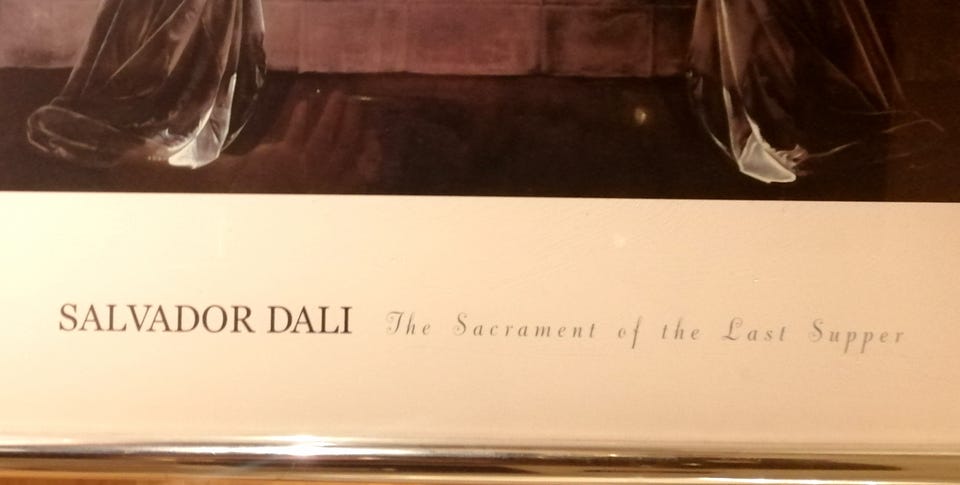 SALVADOR DALI The Sacrament of the Last Supper